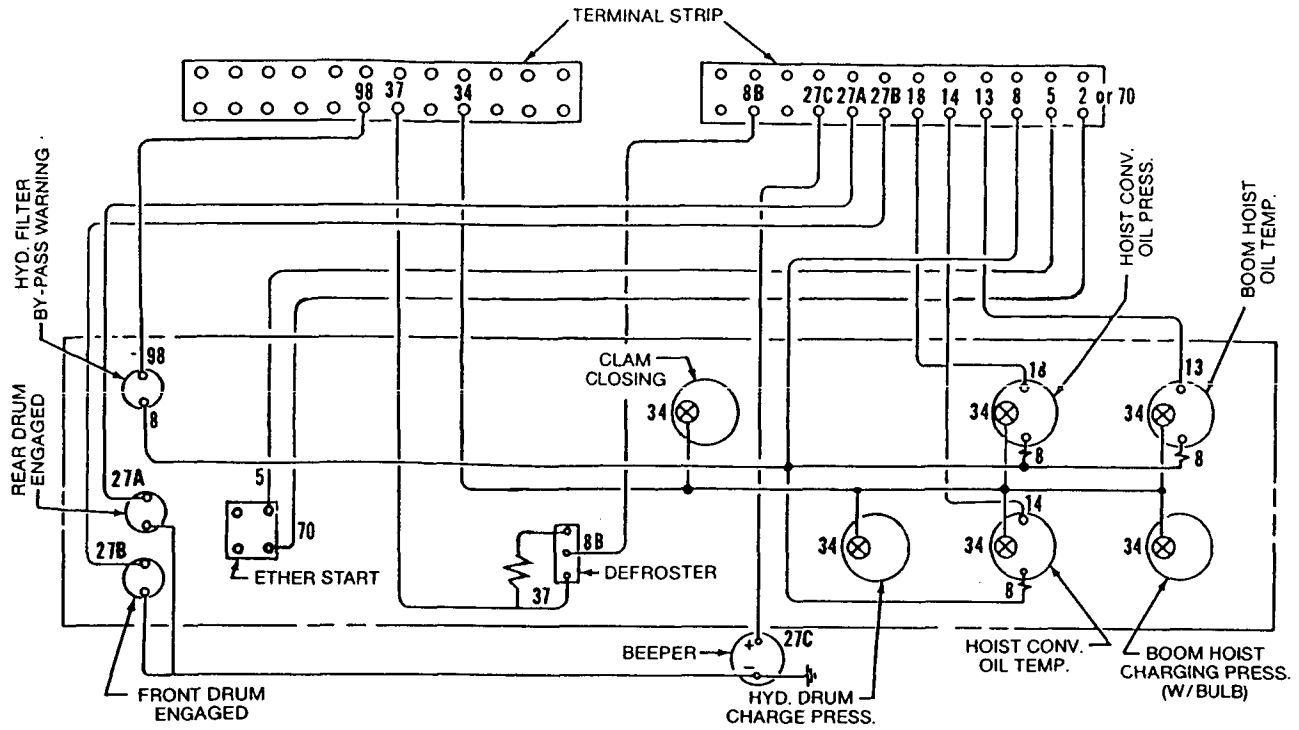 TERMINAL STRIP
98 37 34
8B 27C 27A 27B 18 14 13 8 5 2 or 70
HYD. FILTER
BY-PASS WARNING
HOIST CONV.
OIL PRESS.
BOOM HOIST
OIL TEMP.
98
8
REAR DRUM
ENGAGED
CLAM
CLOSING
34
18
34
8
13
34
8
27A
27B
5
70
ETHER START
8B
37
DEFROSTER
34
14
34
8
34
BEEPER
+
-
27C
FRONT DRUM
ENGAGED
HYD. DRUM
CHARGE PRESS.
HOIST CONV.
OIL TEMP.
BOOM HOIST
CHARGING PRESS.
(W/BULB)